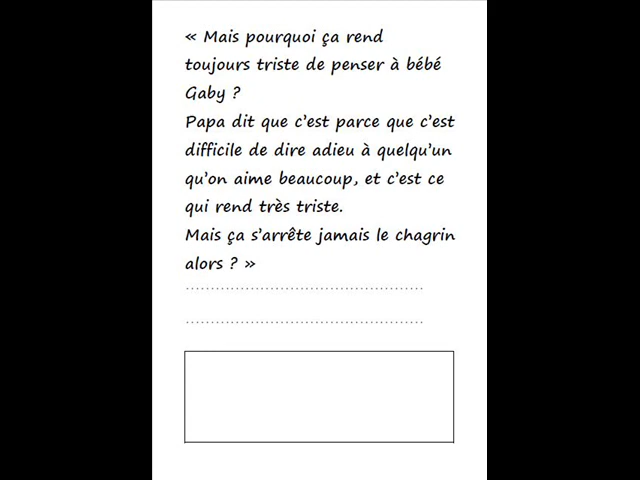 « Mais pourquoi ça rend
toujours triste de penser à bébé
Gaby ?
Papa dit que c'est parce que c'est
difficile de dire adieu à quelqu'un
qu'on aime beaucoup, et c'est ce
qui rend très triste.
Mais ça s'arrête jamais le chagrin
alors ? »